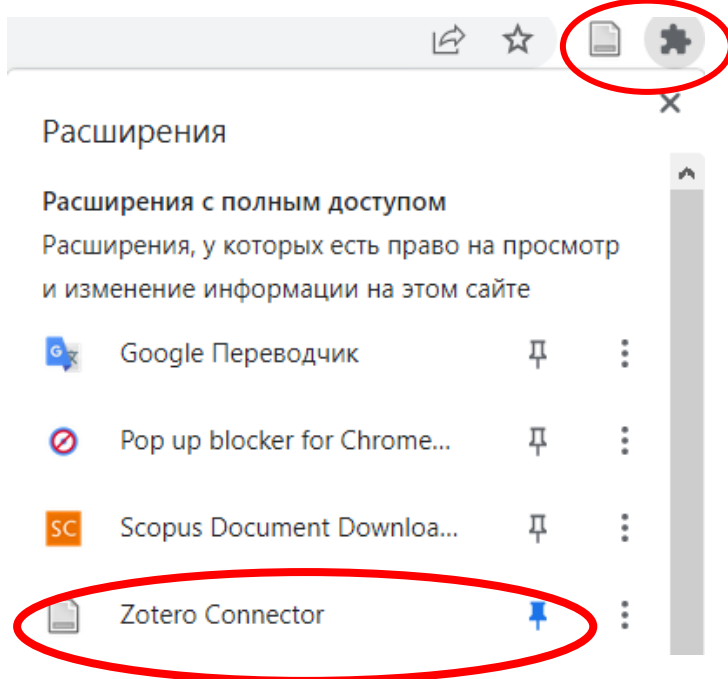 Расширения
Расширения с полным доступом
Расширения, у которых есть право на просмотр
и изменение информации на этом сайте
G Google Переводчик
Pop up blocker for Chrome...
SC Scopus Document Downloa...
Zotero Connector